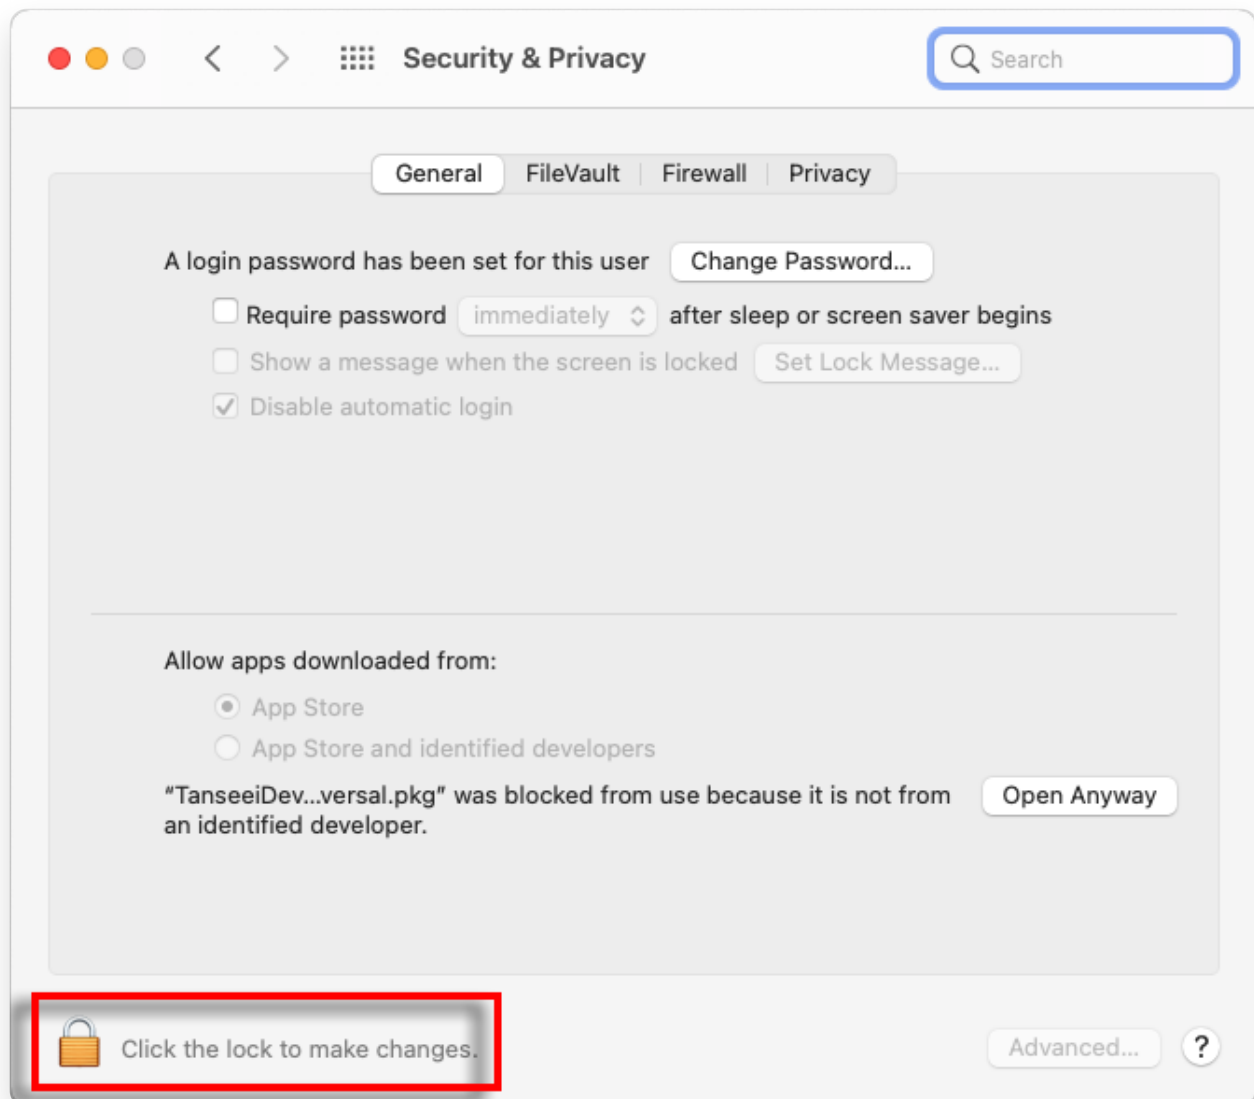 Security & Privacy
Search
General
FileVault
Firewall
Privacy
A login password has been set for this user
Change Password...
Require password
immediately
after sleep or screen saver begins
Show a message when the screen is locked
Set Lock Message...
Disable automatic login
Allow apps downloaded from:
App Store
App Store and identified developers
“TanseeiDev...versal.pkg” was blocked from use because it is not from
an identified developer.
Open Anyway
Click the lock to make changes.
Advanced...
?